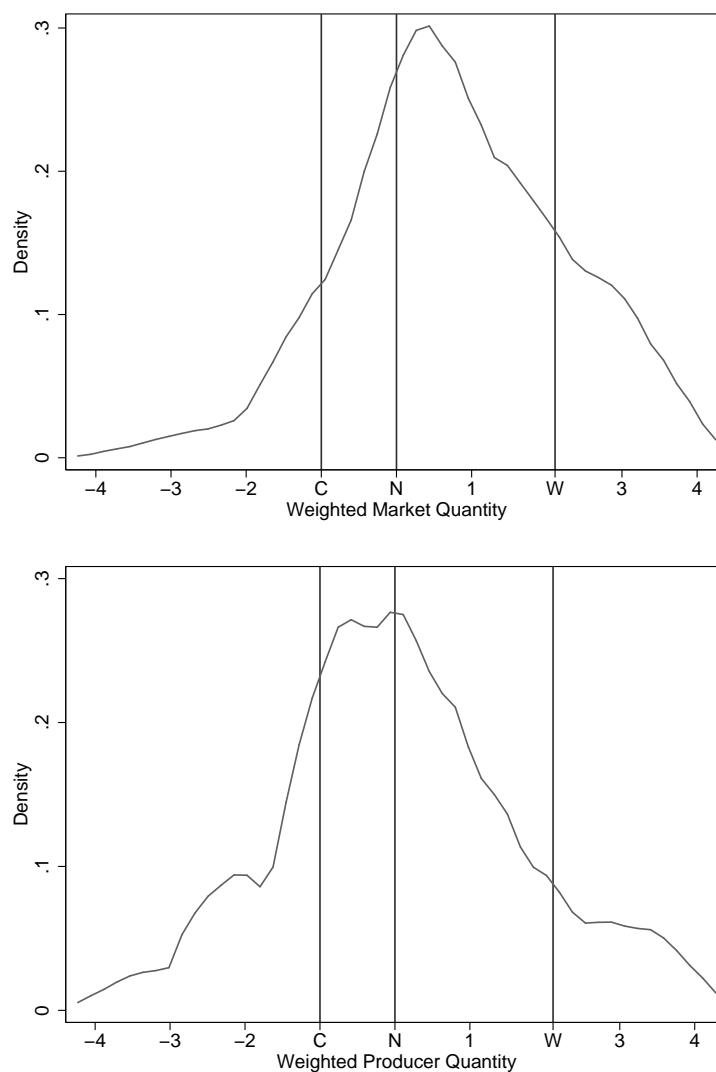 .3
.2
.1
0
Density
−4 −3 −2 C N 1 W 3 4
Weighted Market Quantity
.3
.2
.1
0
Density
−4 −3 −2 C N 1 W 3 4
Weighted Producer Quantity